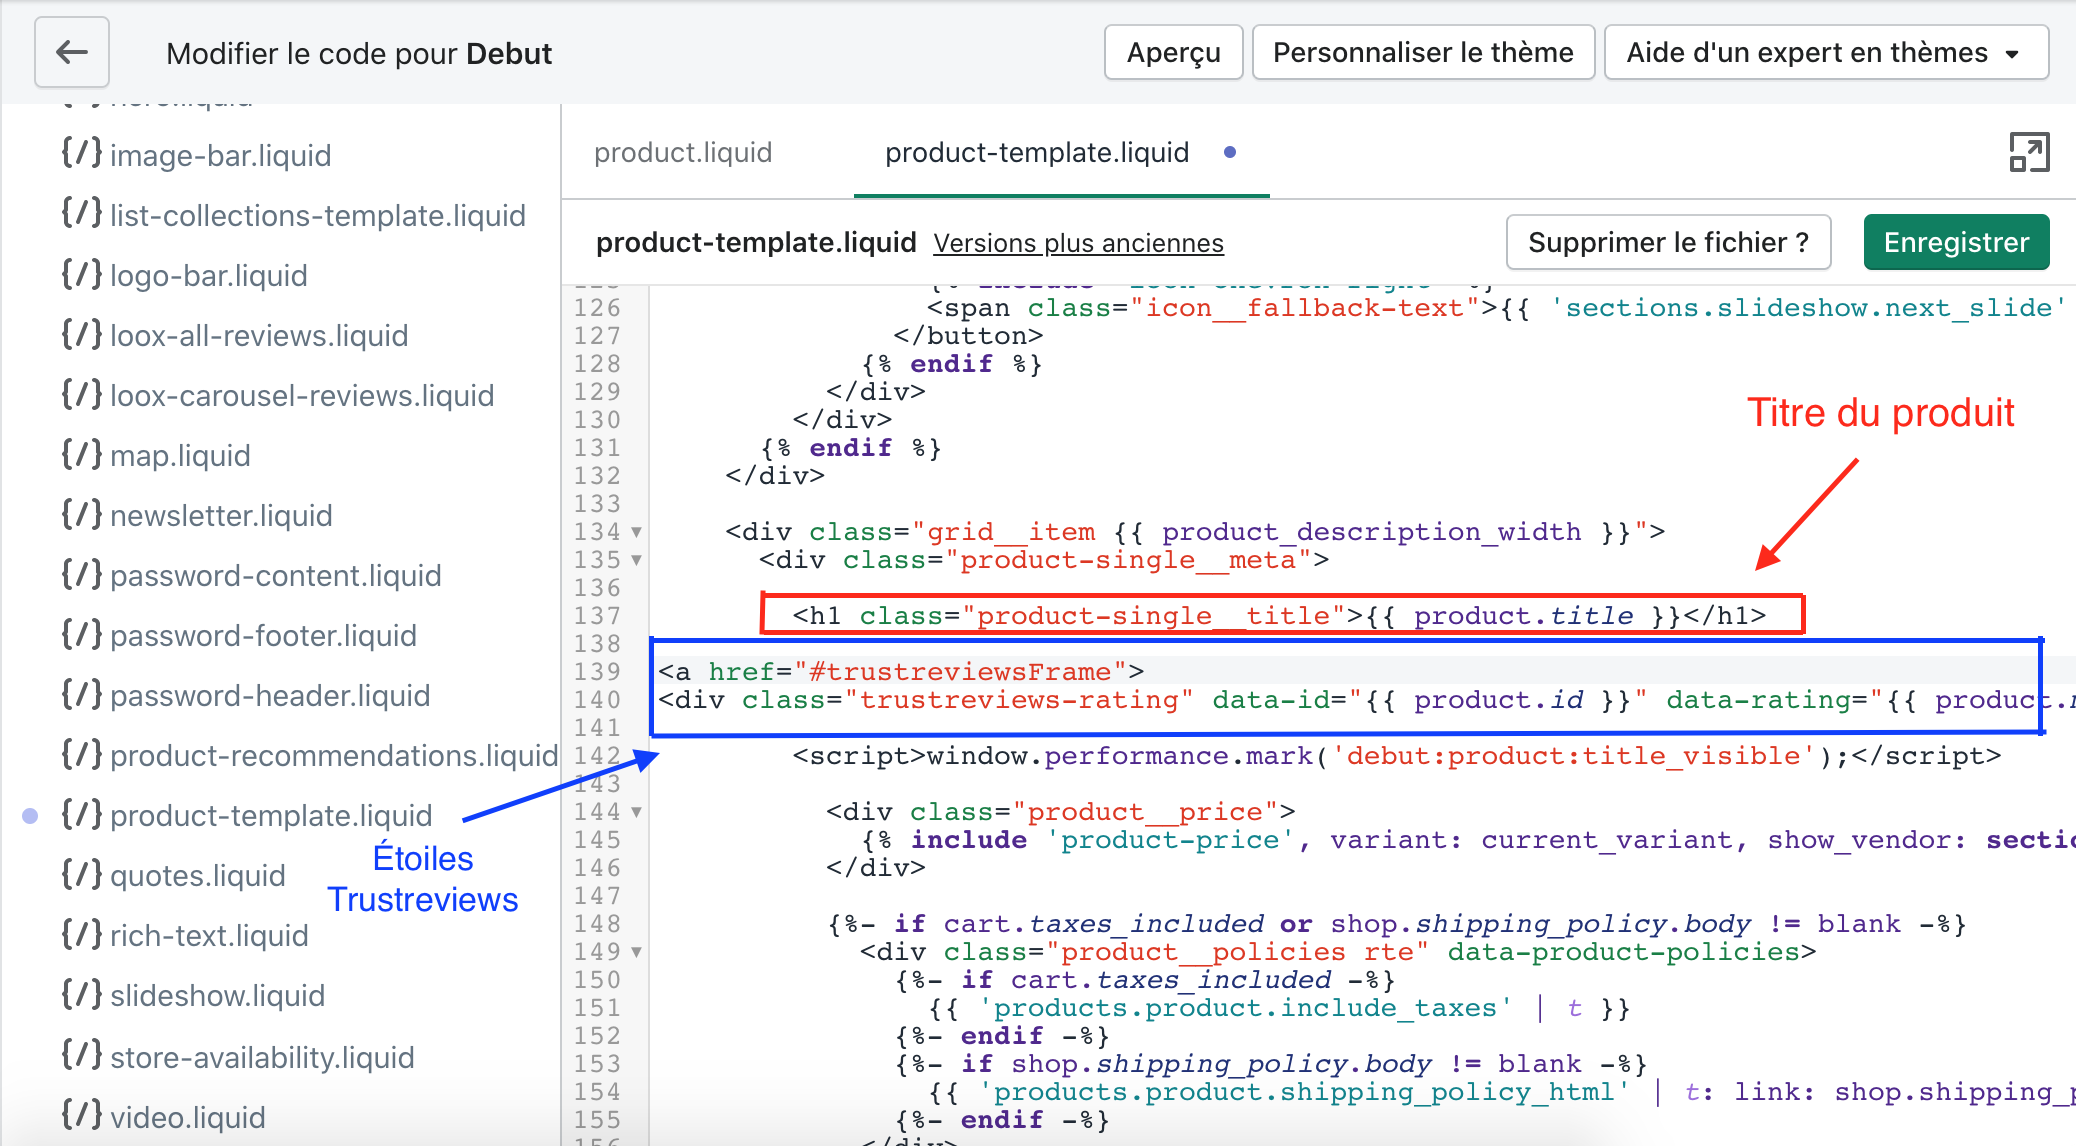 Modifier le code pour Debut
Aperçu
Personnaliser le thème
Aide d'un expert en thèmes
{/} image-bar.liquid
{/} list-collections-template.liquid
{/} logo-bar.liquid
{/} loox-all-reviews.liquid
{/} loox-carousel-reviews.liquid
{/} map.liquid
{/} newsletter.liquid
{/} password-content.liquid
{/} password-footer.liquid
{/} password-header.liquid
{/} product-recommendations.liquid
{/} product-template.liquid
{/} quotes.liquid
{/} rich-text.liquid
{/} slideshow.liquid
{/} store-availability.liquid
{/} video.liquid
Étoiles
Trustreviews
product.liquid
product-template.liquid
product-template.liquid Versions plus anciennes
Supprimer le fichier ?
Enregistrer
126 <span class="icon__fallback-text">{{ 'sections.slideshow.next_slide'
127 </button>
128 {% endif %}
129 </div>
130 </div>
131 {% endif %}
132 </div>
133
134 <div class="grid__item {{ product_description_width }}">
135 <div class="product-single__meta">
136
137 <h1 class="product-single__title">{{ product.title }}</h1>
138
139 <a href="#trustreviewsFrame">
140 <div class="trustreviews-rating" data-id="{{ product.id }}" data-rating="{{ product.
141
142 <script>window.performance.mark('debut:product:title_visible');</script>
143
144 <div class="product__price">
145 {% include 'product-price', variant: current_variant, show_vendor:
146 </div>
147
148 {%- if cart.taxes_included or shop.shipping_policy.body != blank -%}
149 <div class="product__policies rte" data-product-policies>
150 {%- if cart.taxes_included -%}
151 {{ 'products.product.include_taxes' | t }}
152 {%- endif -%}
153 {%- if shop.shipping_policy.body != blank -%}
154 {{ 'products.product.shipping_policy_html' | t: link: shop.shipping_
155 {%- endif -%}
Titre du produit